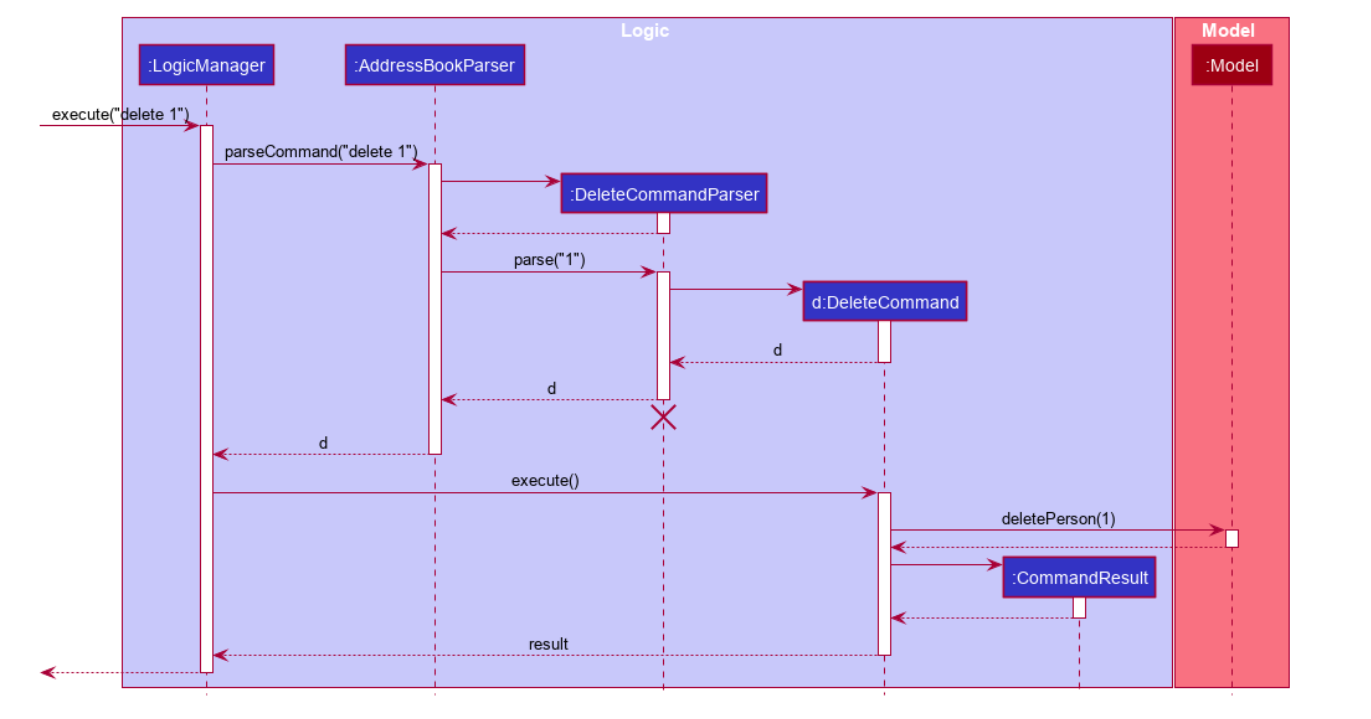 Logic
Model
:LogicManager
:AddressBookParser
:Model
execute("delete 1")
parseCommand("delete 1")
:DeleteCommandParser
parse("1")
d:DeleteCommand
d
d
d
execute()
deletePerson(1)
:CommandResult
result